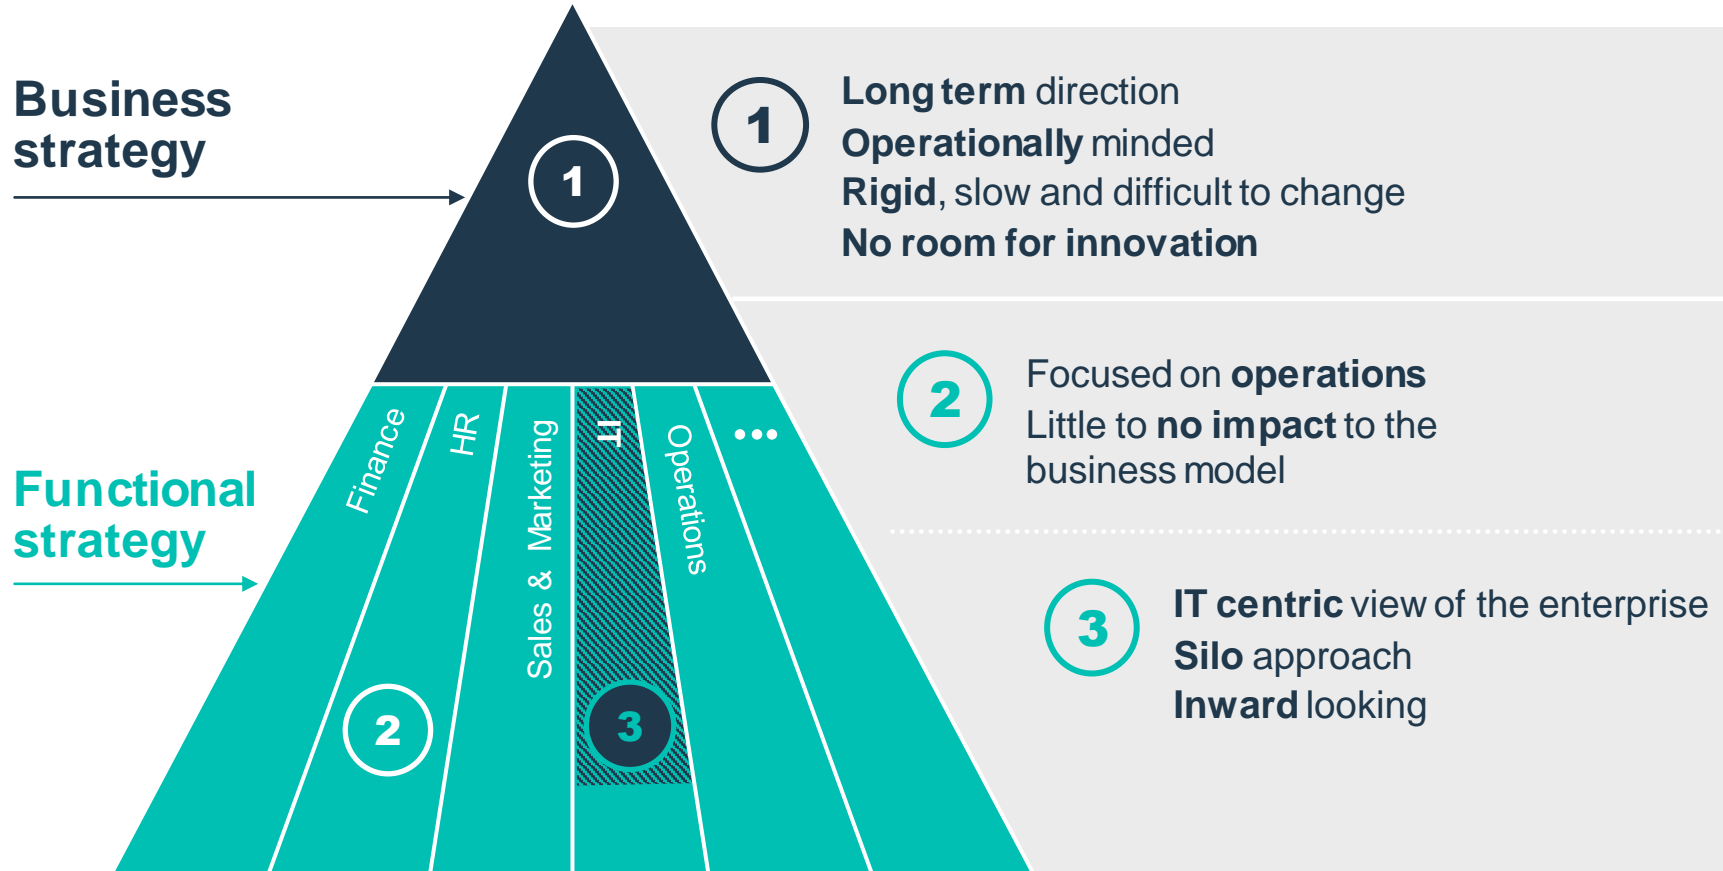 Business
strategy
1
1
Long term direction
Operationally minded
Rigid, slow and difficult to change
No room for innovation
Functional
strategy
Finance
HR
Sales & Marketing
IT
Operations
...
2
3
2
Focused on operations
Little to no impact to the
business model
3
IT centric view of the enterprise
Silo approach
Inward looking